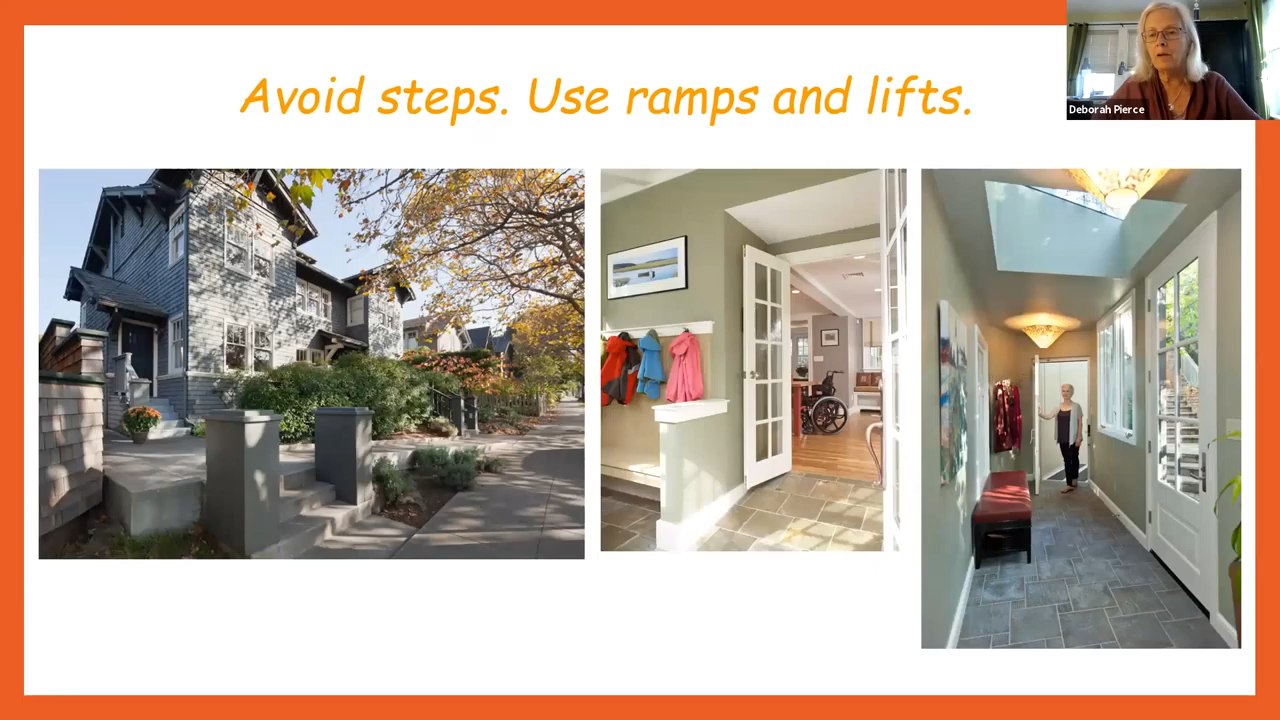 Avoid steps. Use ramps and lifts.
Deborah Pierce